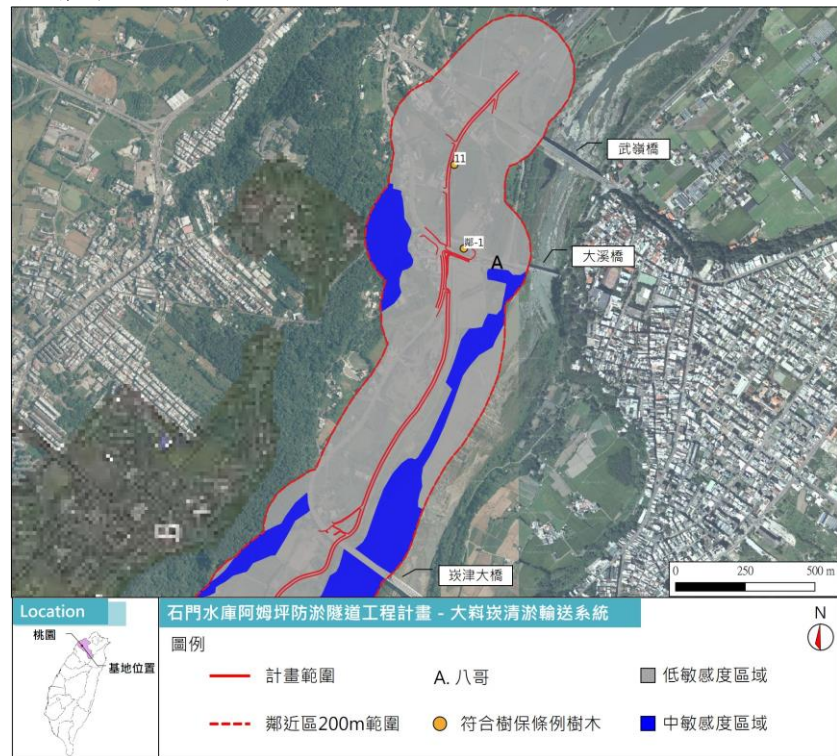 武嶺橋
11
鄰-1
大溪橋
A
崁津大橋
0 250 500 m
Location
桃園
基地位置
石門水庫阿姆坪防淤隧道工程計畫 - 大嵙崁清淤輸送系統
N
圖例
計畫範圍
A. 八哥
低敏感度區域
鄰近區200m範圍
符合樹保條例樹木
中敏感度區域